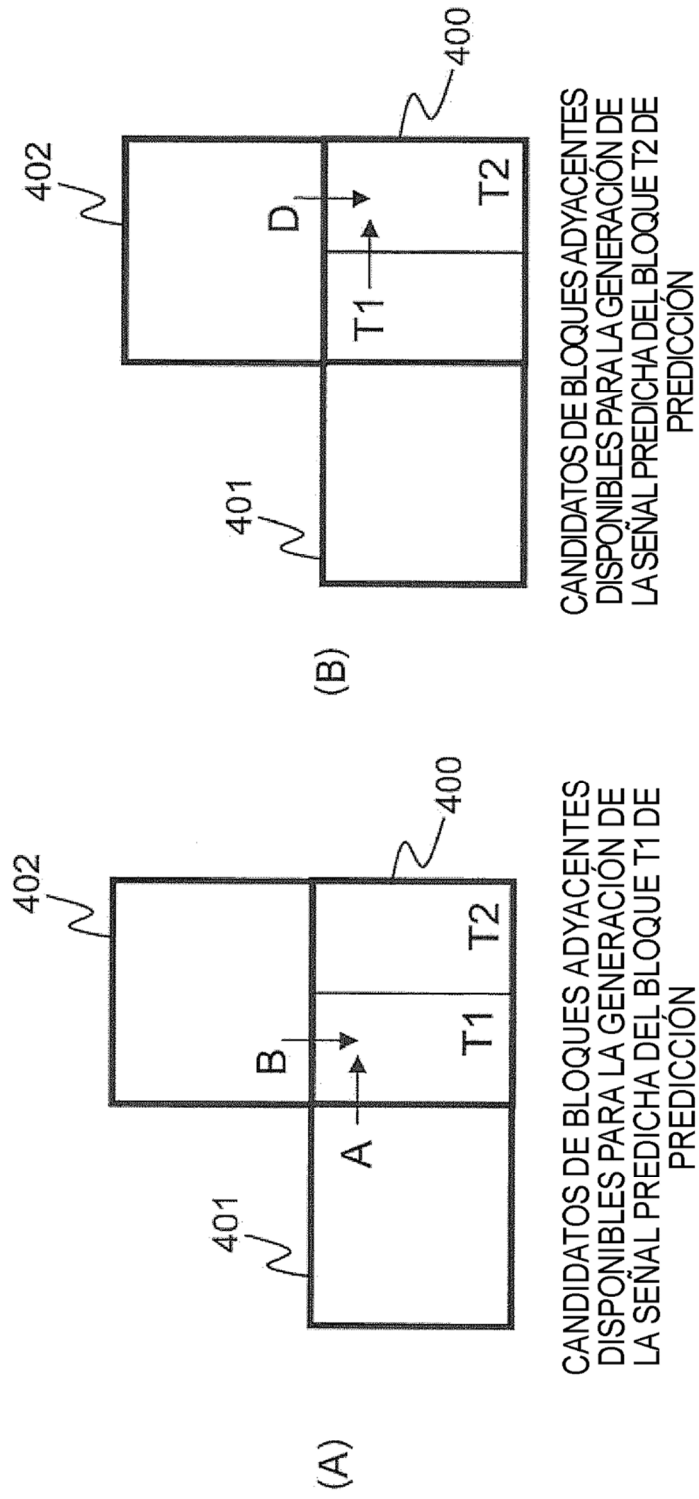 (A)
402
401
B
A
T1
T2
400
CANDIDATOS DE BLOQUES ADYACENTES
DISPONIBLES PARA LA GENERACIÓN DE
LA SEÑAL PREDICHA DEL BLOQUE T1 DE
PREDICCIÓN
(B)
402
401
D
T1
T2
400
CANDIDATOS DE BLOQUES ADYACENTES
DISPONIBLES PARA LA GENERACIÓN DE
LA SEÑAL PREDICHA DEL BLOQUE T2 DE
PREDICCIÓN